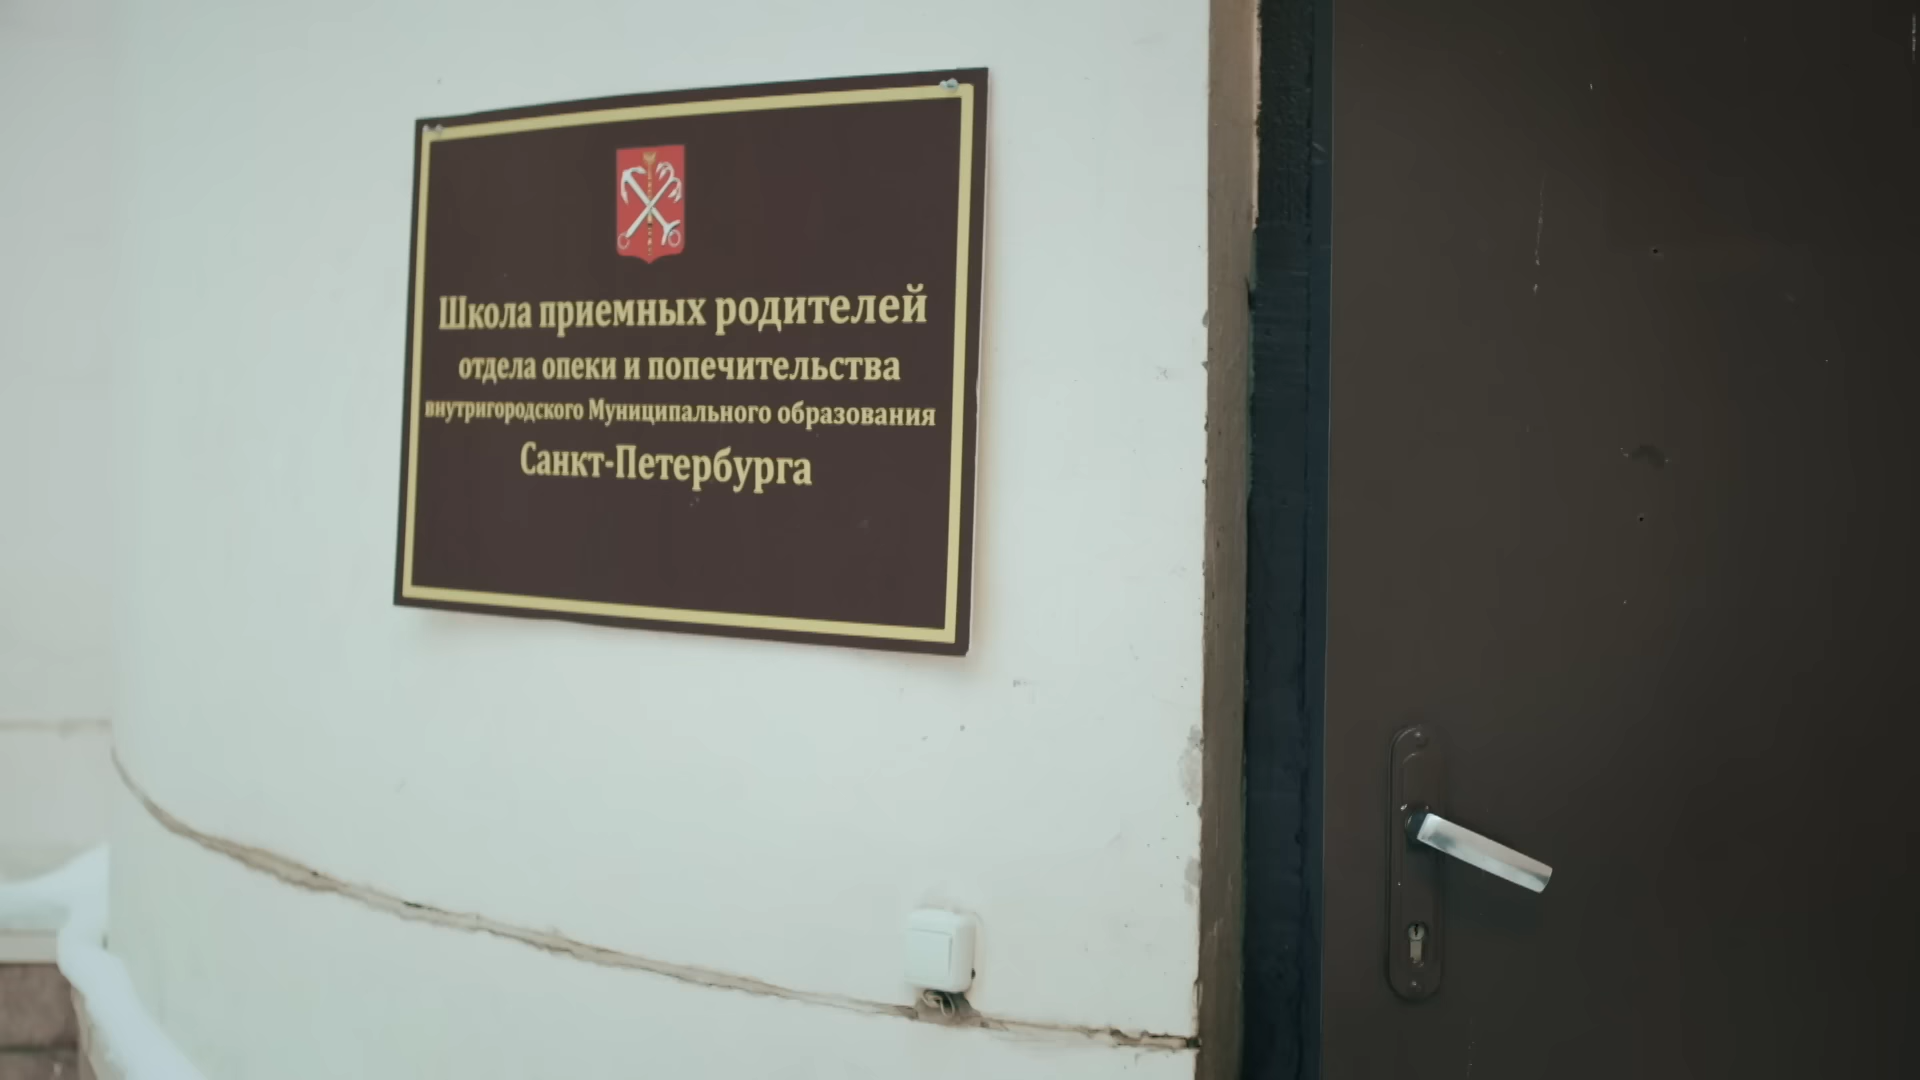 Школа приемных родителей
отдела опеки и попечительства
внутригородского Муниципального образования
Санкт-Петербурга